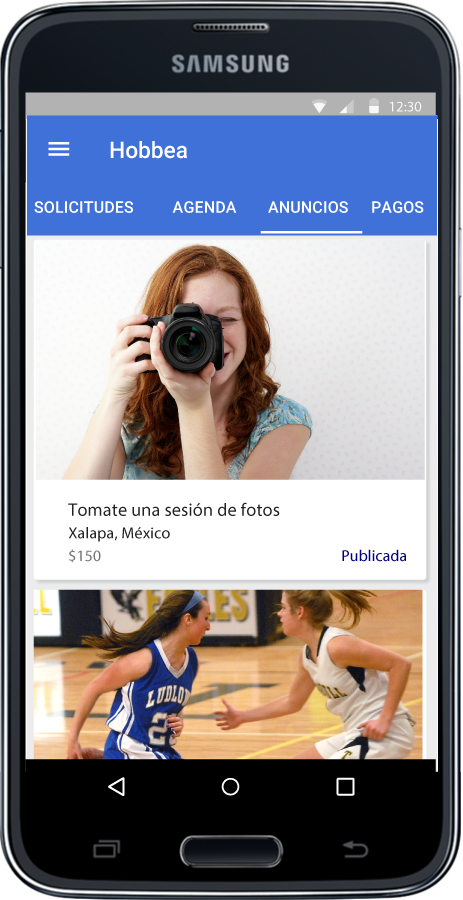 SAMSUNG
12:30
Hobbea
SOLICITUDES AGENDA ANUNCIOS PAGOS
Tomate una sesión de fotos
Xalapa, México
$150
Publicada
EAGLES
LUDLOW